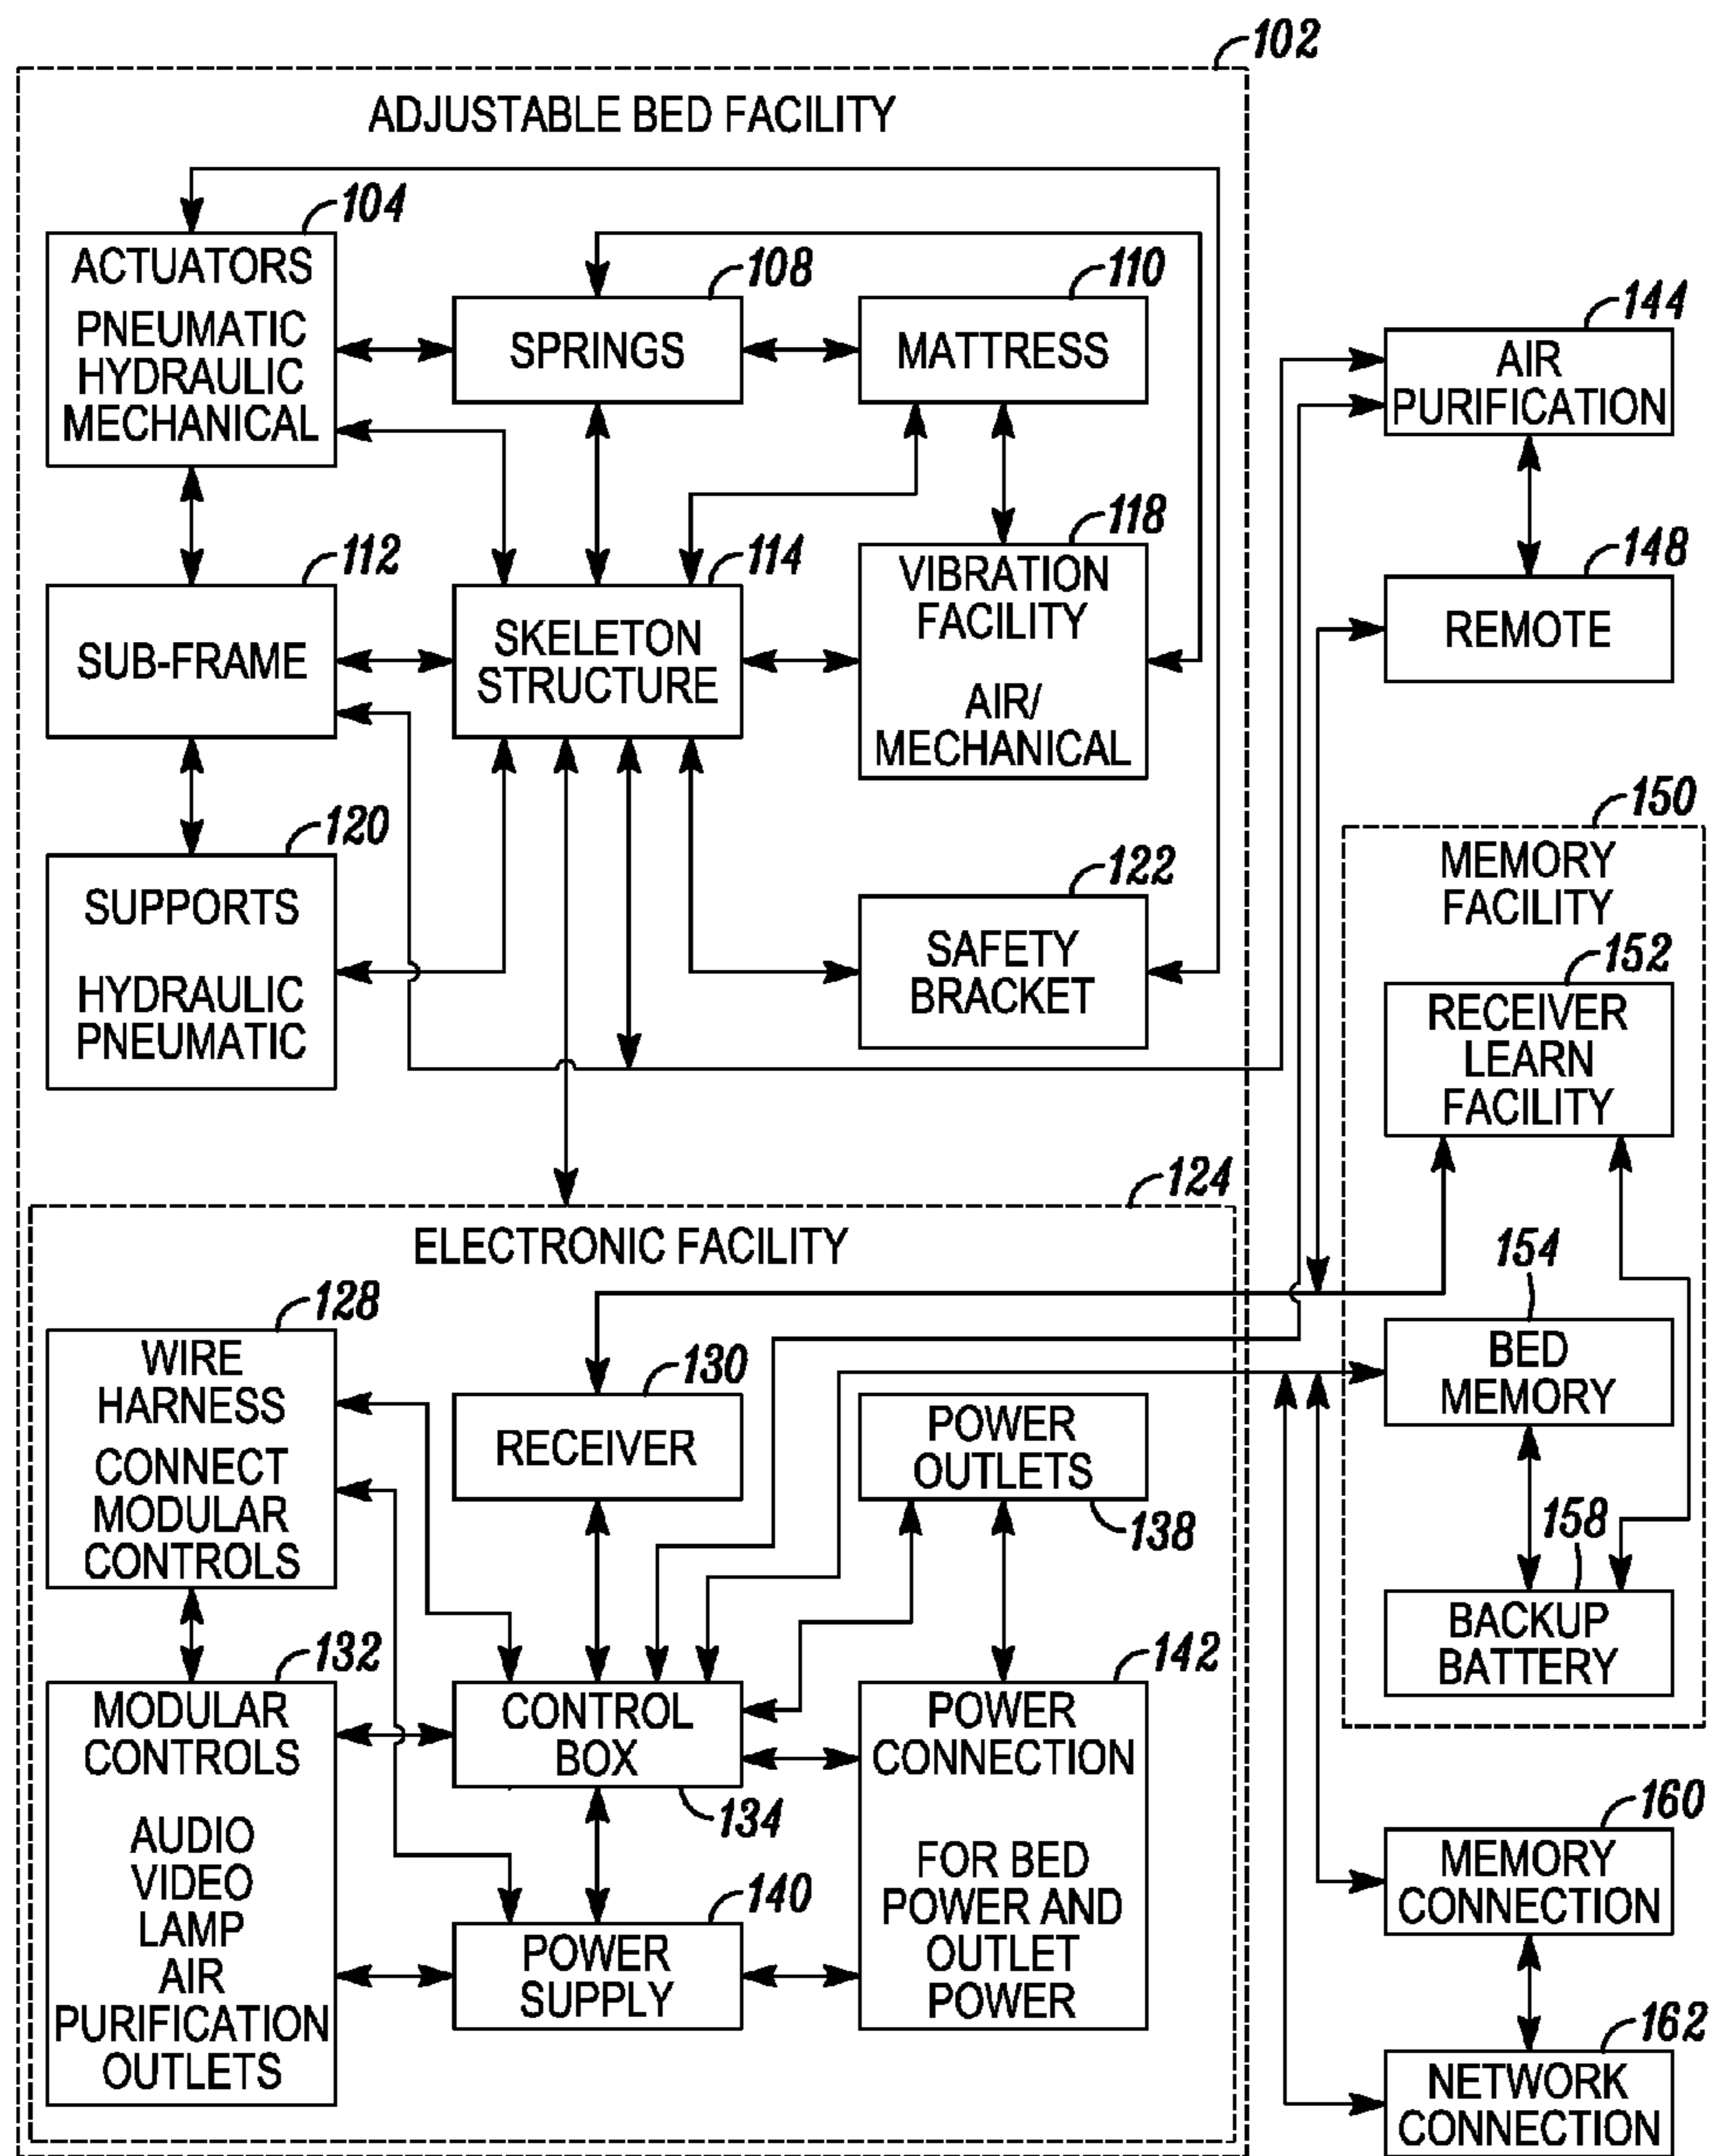 102
ADJUSTABLE BED FACILITY
104
ACTUATORS
PNEUMATIC
HYDRAULIC
MECHANICAL
108
SPRINGS
110
MATTRESS
144
AIR
PURIFICATION
112
SUB-FRAME
114
SKELETON
STRUCTURE
118
VIBRATION
FACILITY
AIR/
MECHANICAL
148
REMOTE
120
SUPPORTS
HYDRAULIC
PNEUMATIC
122
SAFETY
BRACKET
150
MEMORY
FACILITY
152
RECEIVER
LEARN
FACILITY
124
ELECTRONIC FACILITY
128
WIRE
HARNESS
CONNECT
MODULAR
CONTROLS
130
RECEIVER
POWER
OUTLETS
138
154
BED
MEMORY
158
BACKUP
BATTERY
132
MODULAR
CONTROLS
AUDIO
VIDEO
LAMP
AIR
PURIFICATION
OUTLETS
CONTROL
BOX
134
142
POWER
CONNECTION
FOR BED
POWER AND
OUTLET
POWER
140
POWER
SUPPLY
160
MEMORY
CONNECTION
162
NETWORK
CONNECTION